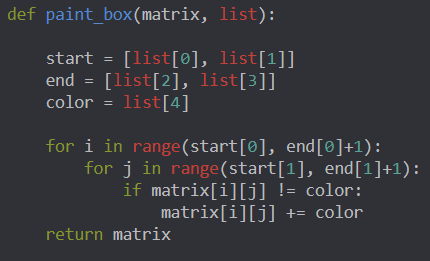 def paint_box(matrix, list):
    start = [list[0], list[1]]
    end = [list[2], list[3]]
    color = list[4]
    for i in range(start[0], end[0]+1):
        for j in range(start[1], end[1]+1):
            if matrix[i][j] != color:
                matrix[i][j] += color
    return matrix